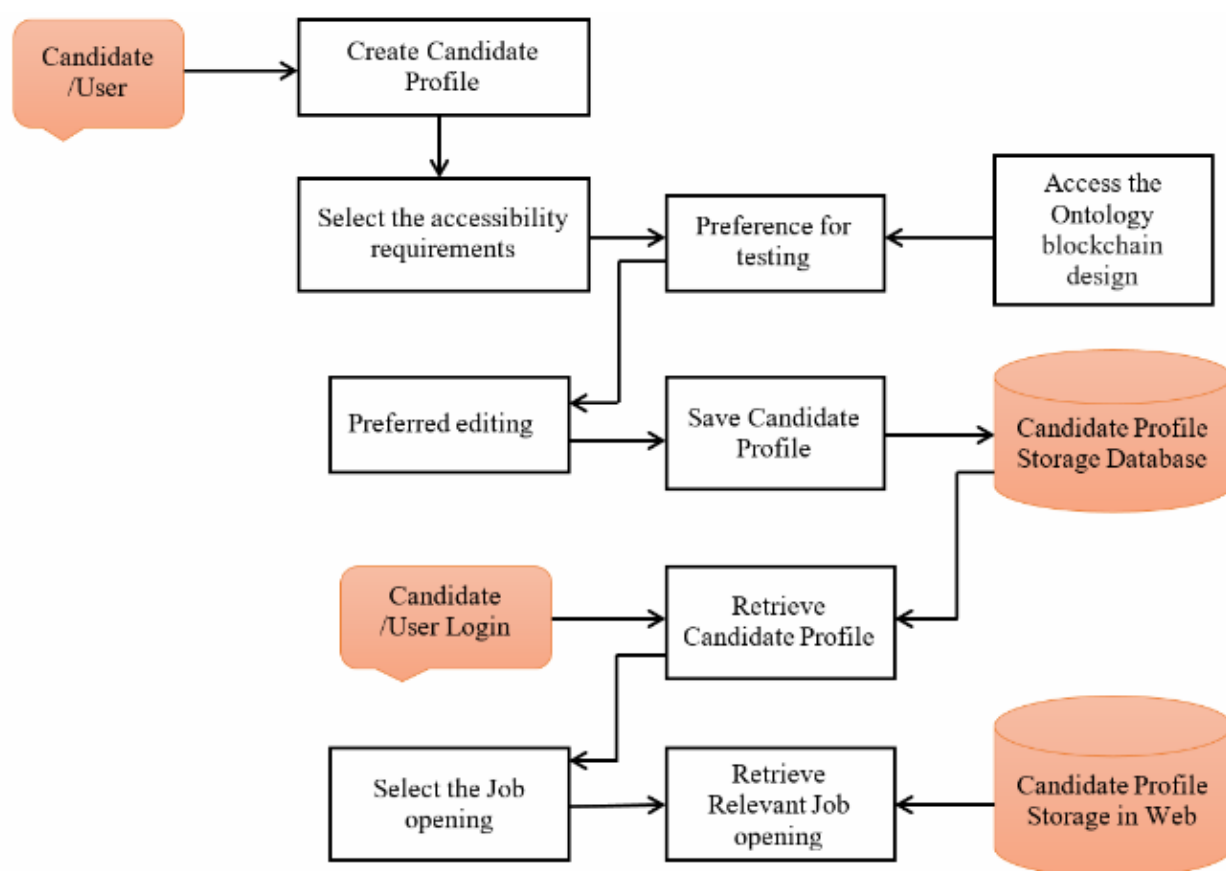 Candidate
/User
Create Candidate
Profile
Select the accessibility
requirements
Preference for
testing
Access the
Ontology
blockchain
design
Preferred editing
Save Candidate
Profile
Candidate Profile
Storage Database
Candidate
/User Login
Retrieve
Candidate Profile
Select the Job
opening
Retrieve
Relevant Job
opening
Candidate Profile
Storage in Web